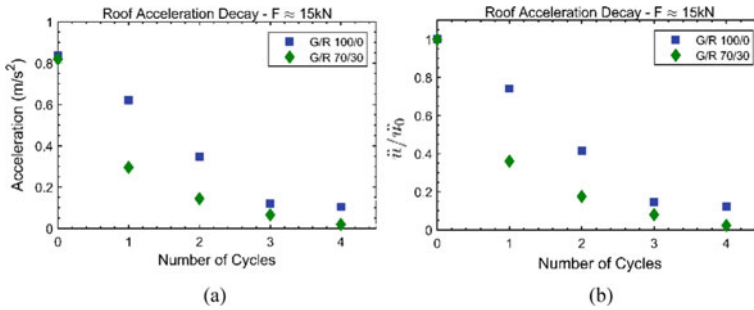 Roof Acceleration Decay - F ≈ 15kN
G/R 100/0
G/R 70/30
Acceleration (m/s²)
1
0.8
0.6
0.4
0.2
0
0 1 2 3 4
Number of Cycles
(a)
Roof Acceleration Decay - F ≈ 15kN
G/R 100/0
G/R 70/30
ü/ü₀
1
0.8
0.6
0.4
0.2
0
0 1 2 3 4
Number of Cycles
(b)